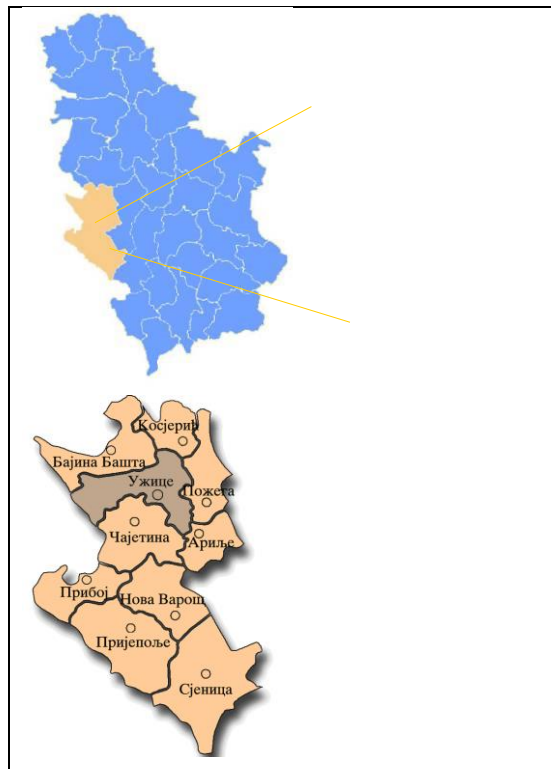 Косјерић
Бајина Башта
Ужице
Пожега
Чајетина
Ариље
Прибој
Нова Варош
Пријепоље
Сјеница